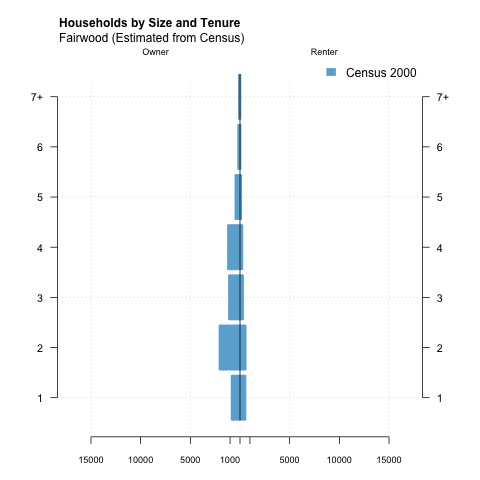 Households by Size and Tenure
Fairwood (Estimated from Census)
Owner Renter
Census 2000
7+ 7+
6 6
5 5
4 4
3 3
2 2
1 1
15000 10000 5000 1000 5000 10000 15000